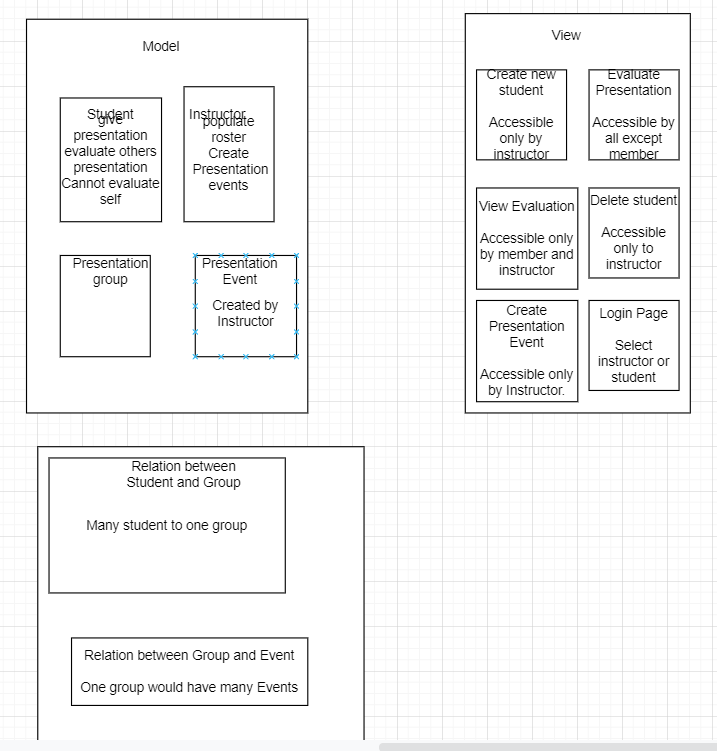 Model
Student
give
presentation
evaluate others
presentation
Cannot evaluate
self
Instructor
populate
roster
Create
Presentation
events
Presentation
group
Presentation
Event
Created by
Instructor
View
Create new
student
Accessible
only by
instructor
Evaluate
Presentation
Accessible by
all except
member
View Evaluation
Accessible only
by member and
instructor
Delete student
Accessible
only to
instructor
Create
Presentation
Event
Accessible only
by Instructor.
Login Page
Select
instructor or
student
Relation between
Student and Group
Many student to one group
Relation between Group and Event
One group would have many Events